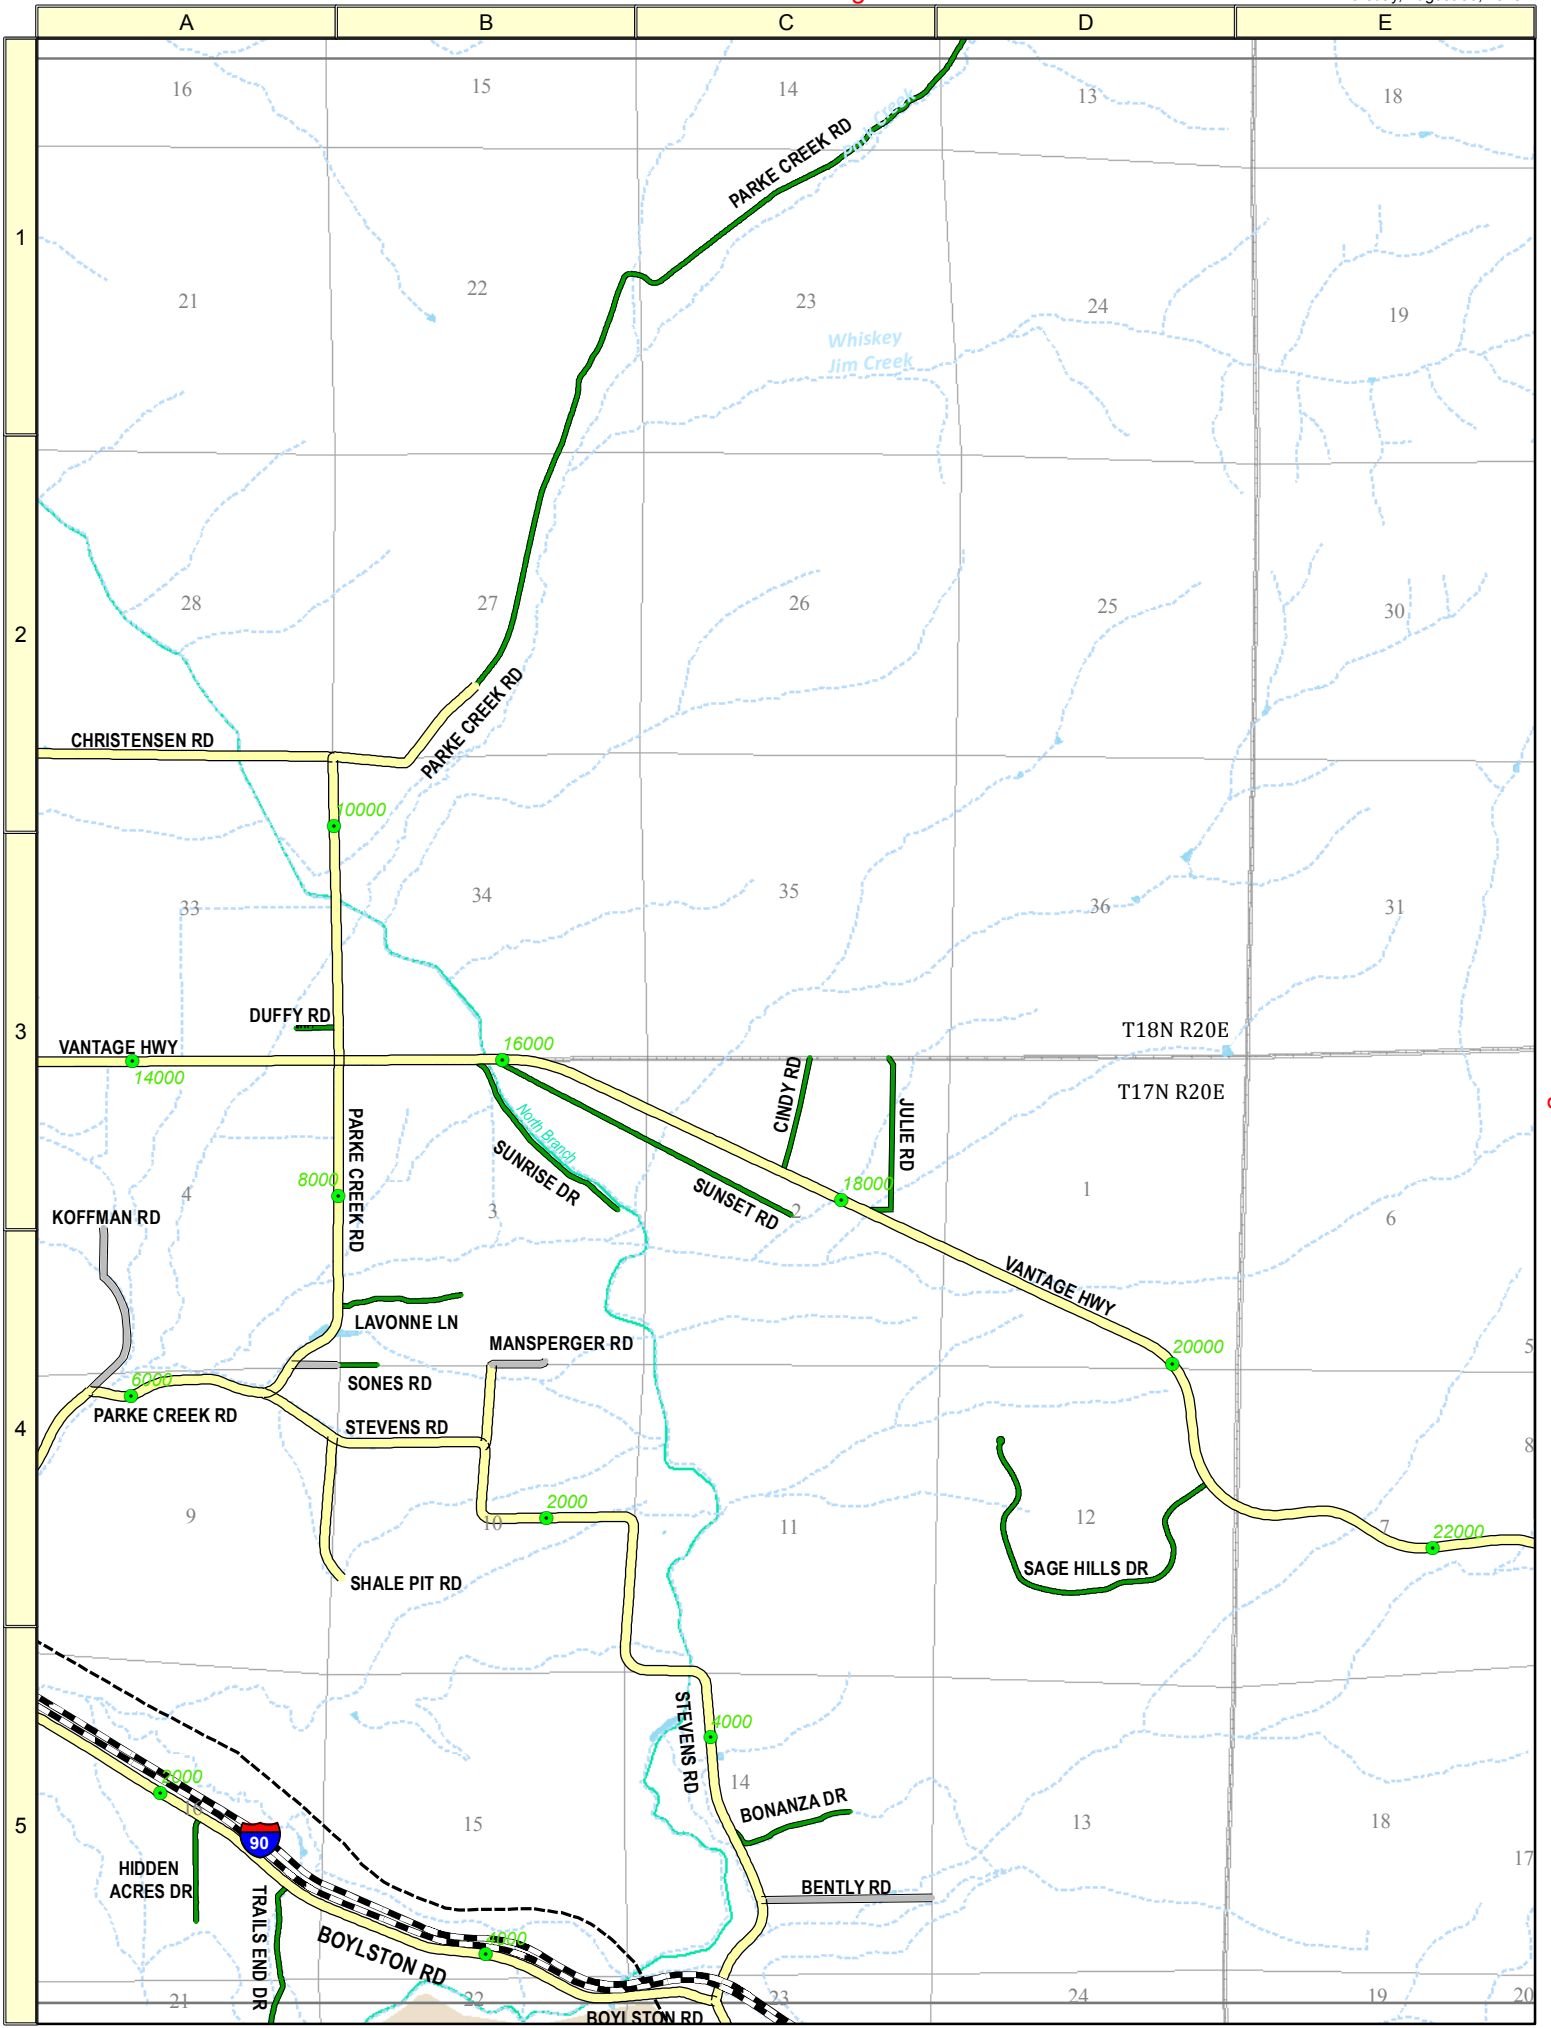 A
B
C
D
E
16
15
14
13
18
PARKE CREEK RD
1
21
22
23
24
19
Whiskey
Jim Creek
28
27
26
25
30
2
CHRISTENSEN RD
PARKE CREEK RD
10000
33
34
35
36
31
DUFFY RD
3
VANTAGE HWY
14000
16000
T18N R20E
T17N R20E
CINDY RD
JULIE RD
PARKE CREEK RD
North Branch
SUNRISE DR
SUNSET RD
8000
18000
4
3
2
1
6
KOFFMAN RD
VANTAGE HWY
LAVONNE LN
MANSPERGER RD
20000
5
SONES RD
6000
PARKE CREEK RD
STEVENS RD
4
8
2000
9
10
11
12
7
22000
SAGE HILLS DR
SHALE PIT RD
STEVENS RD
4000
2000
14
16
BONANZA DR
15
13
18
5
90
17
HIDDEN
ACRES DR
BENTLY RD
TRAILS END DR
BOYLSTON RD
4000
21
22
23
24
19
20
BOYLSTON RD